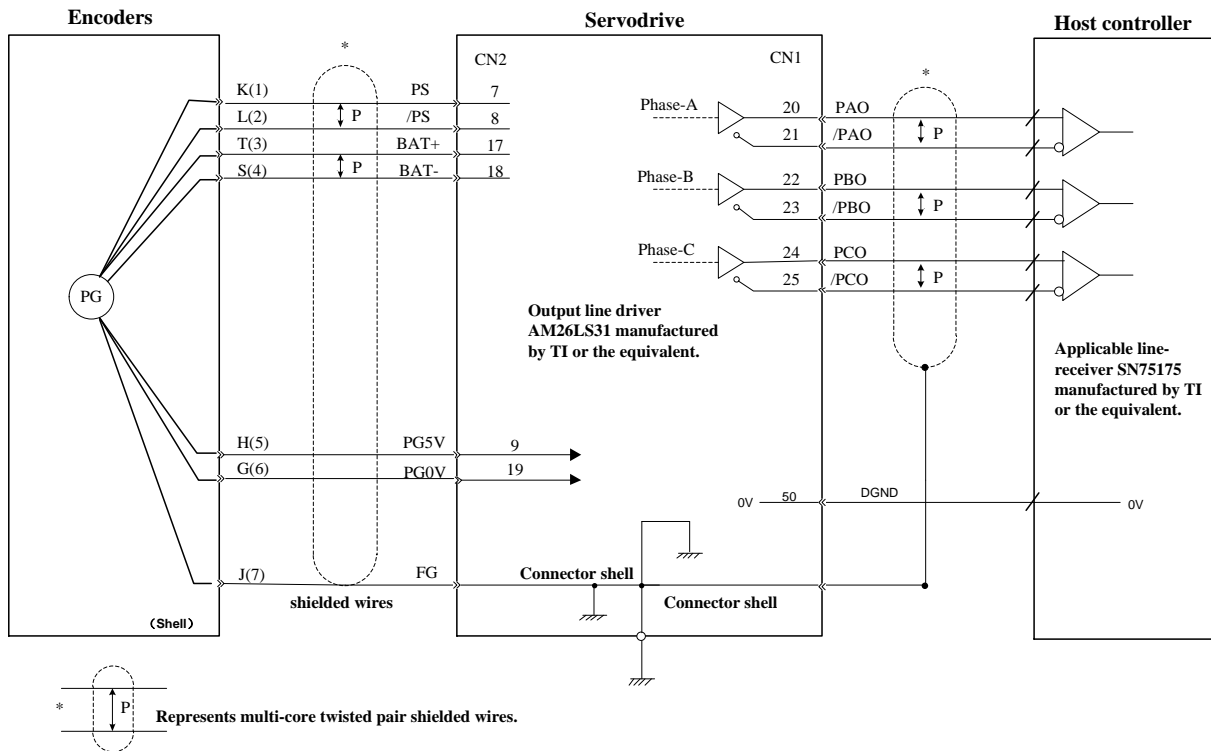 Encoders
Servodrive
Host controller
*
CN2
CN1
*
K(1) PS 7
L(2) /PS 8
P
T(3) BAT+ 17
S(4) BAT- 18
P
Phase-A 20 PAO
21 /PAO
P
Phase-B 22 PBO
23 /PBO
P
Phase-C 24 PCO
25 /PCO
P
PG
Output line driver
AM26LS31 manufactured
by TI or the equivalent.
Applicable line-
receiver SN75175
manufactured by TI
or the equivalent.
H(5) PG5V 9
G(6) PG0V 19
0V 50 DGND 0V
J(7) FG
Connector shell
shielded wires
Connector shell
(Shell)
* P
Represents multi-core twisted pair shielded wires.